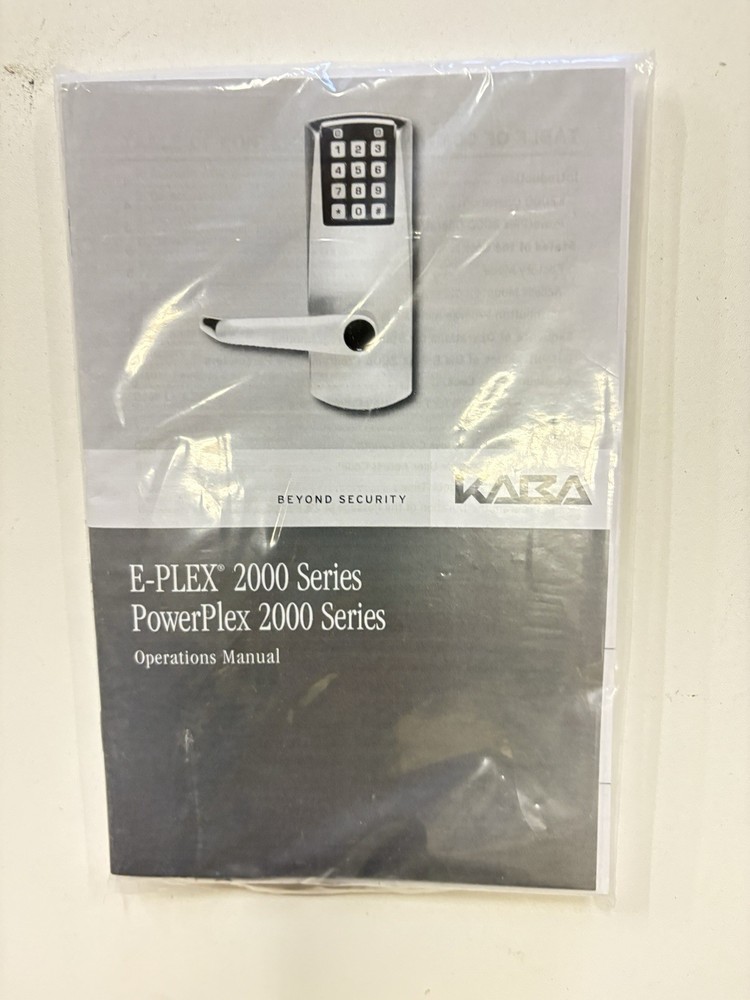 1 2 3
4 5 6
7 8 9
* 0 #
BEYOND SECURITY
KABA
E-PLEX® 2000 Series
PowerPlex 2000 Series
Operations Manual